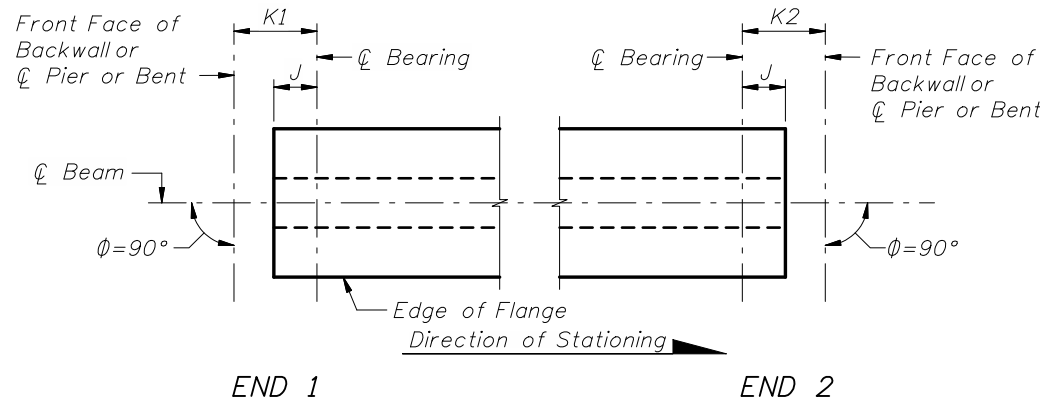 Front Face of
Backwall or
℄ Pier or Bent
K1
J
℄ Bearing
℄ Bearing
K2
J
Front Face of
Backwall or
℄ Pier or Bent
℄ Beam
ϕ=90°
ϕ=90°
Edge of Flange
Direction of Stationing
END 1
END 2